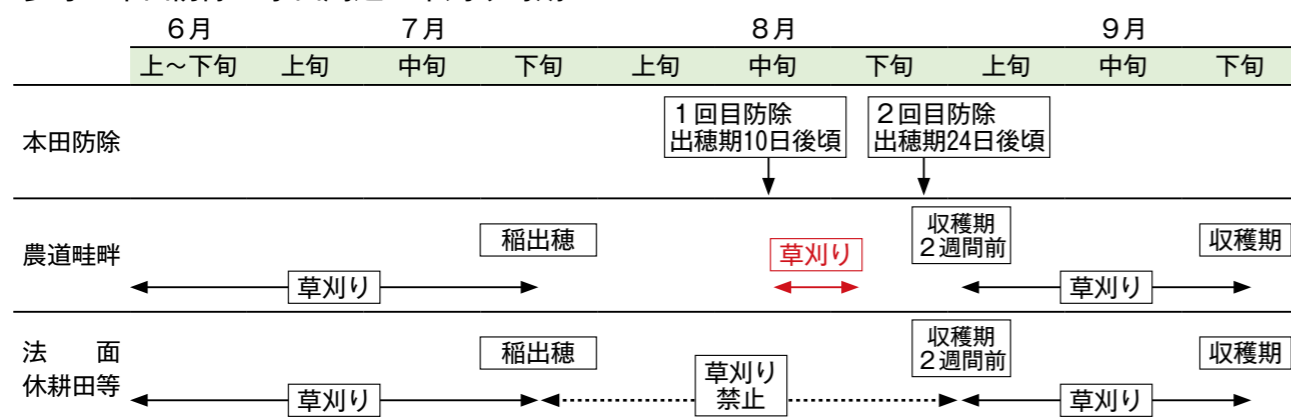 6月 7月 8月 9月
上～下旬 上旬 中旬 下旬 上旬 中旬 下旬 上旬 中旬 下旬
本田防除
1回目防除
出穂期10日後頃
2回目防除
出穂期24日後頃
農道畦畔
草刈り
稲出穂
草刈り
収穫期
2週間前
草刈り
収穫期
法　面
休耕田等
草刈り
稲出穂
草刈り
禁止
収穫期
2週間前
草刈り
収穫期